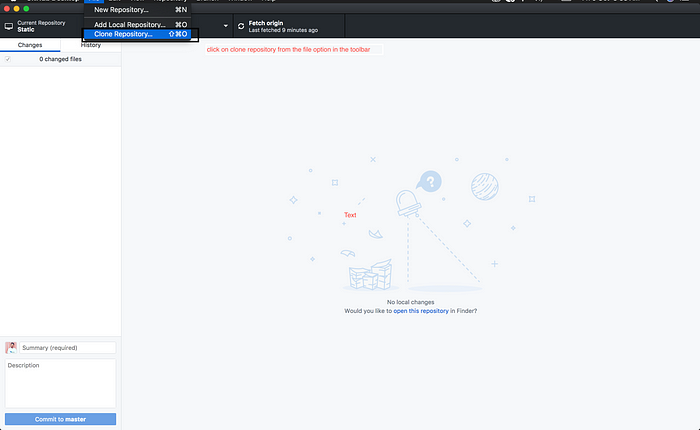 New Repository... ⌘N
Add Local Repository... ⌘O
Clone Repository... ⇧⌘O
Current Repository
Static
Fetch origin
Last fetched 9 minutes ago
click on clone repository from the file option in the toolbar
Changes
History
0 changed files
?
Text
No local changes
Would you like to open this repository in Finder?
Summary (required)
Description
Commit to master